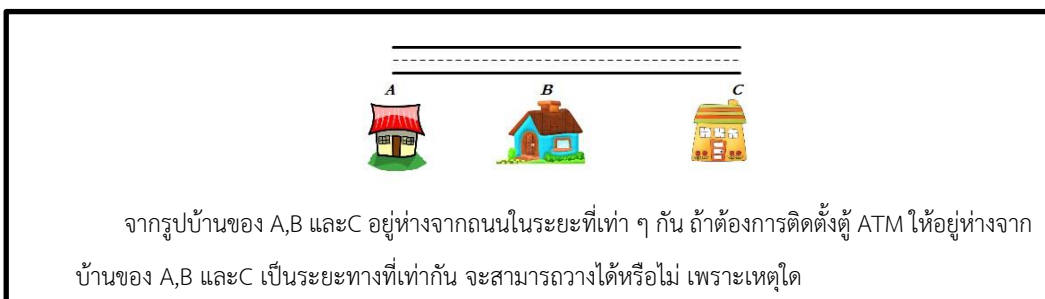 A B C
จากรูปบ้านของ A,B และC อยู่ห่างจากถนนในระยะที่เท่า ๆ กัน ถ้าต้องการติดตั้งตู้ ATM ให้อยู่ห่างจาก
บ้านของ A,B และC เป็นระยะทางที่เท่ากัน จะสามารถวางได้หรือไม่ เพราะเหตุใด